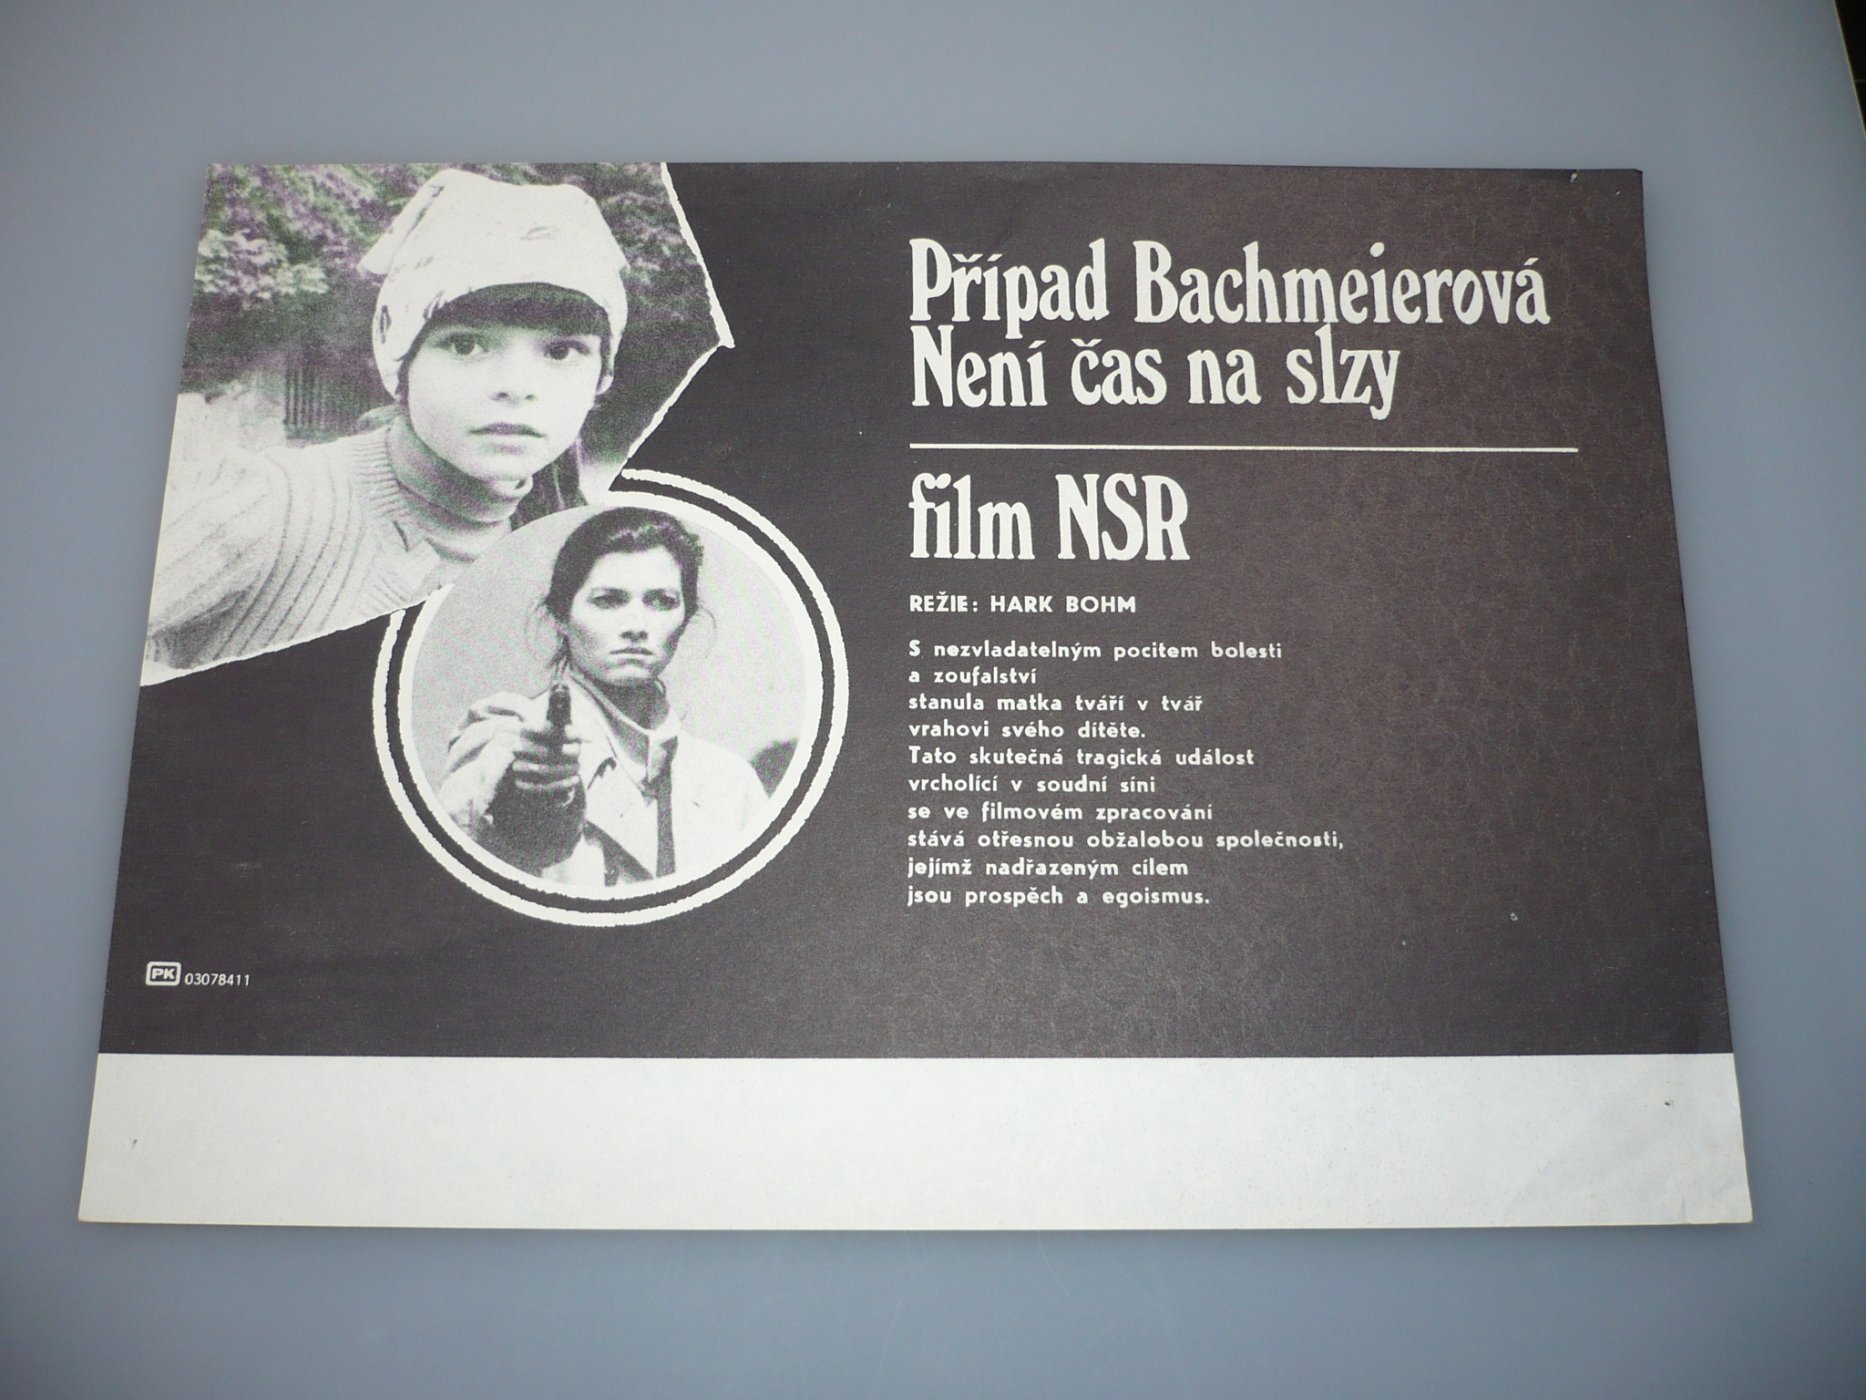 Případ Bachmeierová
Není čas na slzy
film NSR
REŽIE: HARK BOHM
S nezvladatelným pocitem bolesti
a zoufalství
stanula matka tváří v tvář
vrahovi svého dítěte.
Tato skutečná tragická událost
vrcholící v soudní síni
se ve filmovém zpracování
stává otřesnou obžalobou společnosti,
jejímž nadřazeným cílem
jsou prospěch a egoismus.
PK 03078411